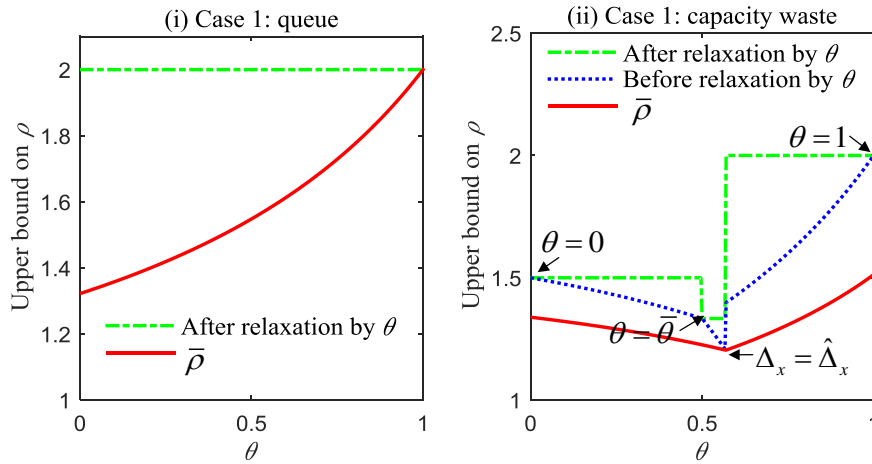 (i) Case 1: queue
Upper bound on ρ
2
1.8
1.6
1.4
1.2
1
After relaxation by θ
ρ̄
0
0.5
1
θ
(ii) Case 1: capacity waste
Upper bound on ρ
2.5
2
1.5
1
After relaxation by θ
Before relaxation by θ
ρ̄
θ = 1
θ = 0
θ = θ̄
Δₓ = Δ̂ₓ
0
0.5
1
θ